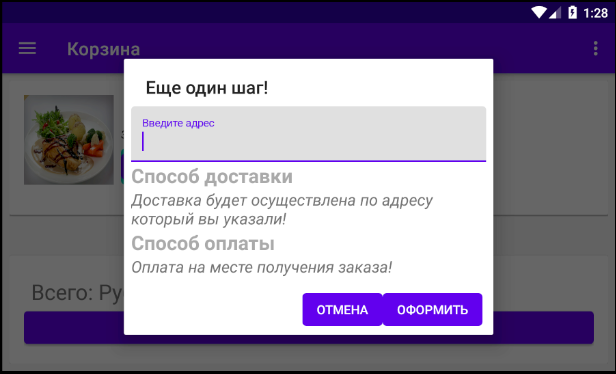 1:28
Корзина
Еще один шаг!
Введите адрес
Способ доставки
Доставка будет осуществлена по адресу
который вы указали!
Способ оплаты
Оплата на месте получения заказа!
Всего:
ОТМЕНА ОФОРМИТЬ